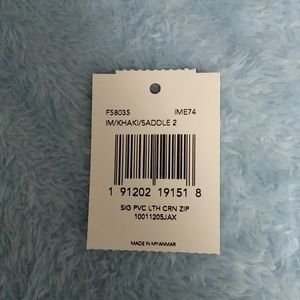 F58035 IME74
IM/KHAKI/SADDLE 2
1 91202 19151 8
SIG PVC LTH CRN ZIP
10011205JAX
MADE IN MYANMAR